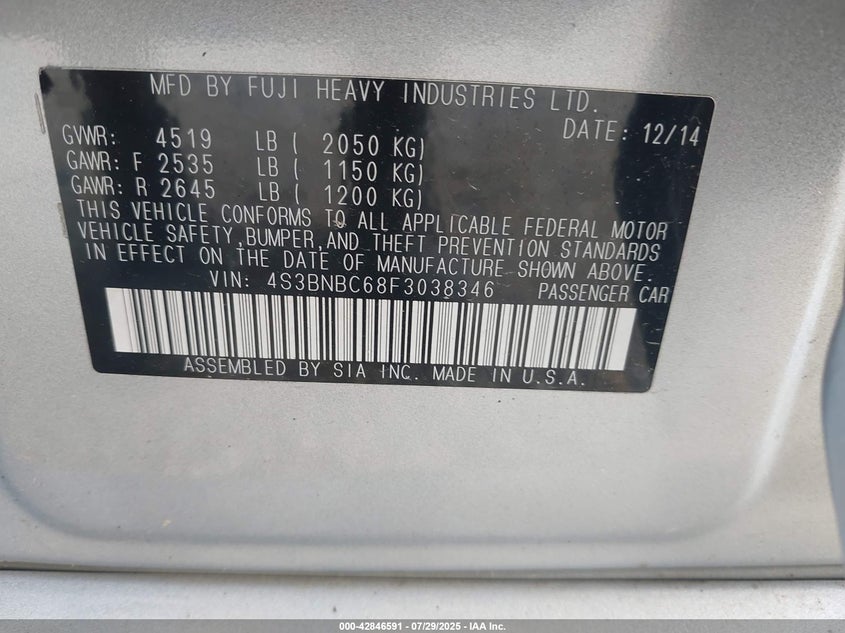 MFD BY FUJI HEAVY INDUSTRIES LTD.
DATE: 12/14
GVWR: 4519 LB ( 2050 KG)
GAWR: F 2535 LB ( 1150 KG)
GAWR: R 2645 LB ( 1200 KG)
THIS VEHICLE CONFORMS TO ALL APPLICABLE FEDERAL MOTOR
VEHICLE SAFETY,BUMPER,AND THEFT PREVENTION STANDARDS
IN EFFECT ON THE DATE OF MANUFACTURE SHOWN ABOVE.
VIN: 4S3BNBC68F3038346 PASSENGER CAR
ASSEMBLED BY SIA INC. MADE IN U.S.A.
000-42846591 - 07/29/2025 - IAA Inc.